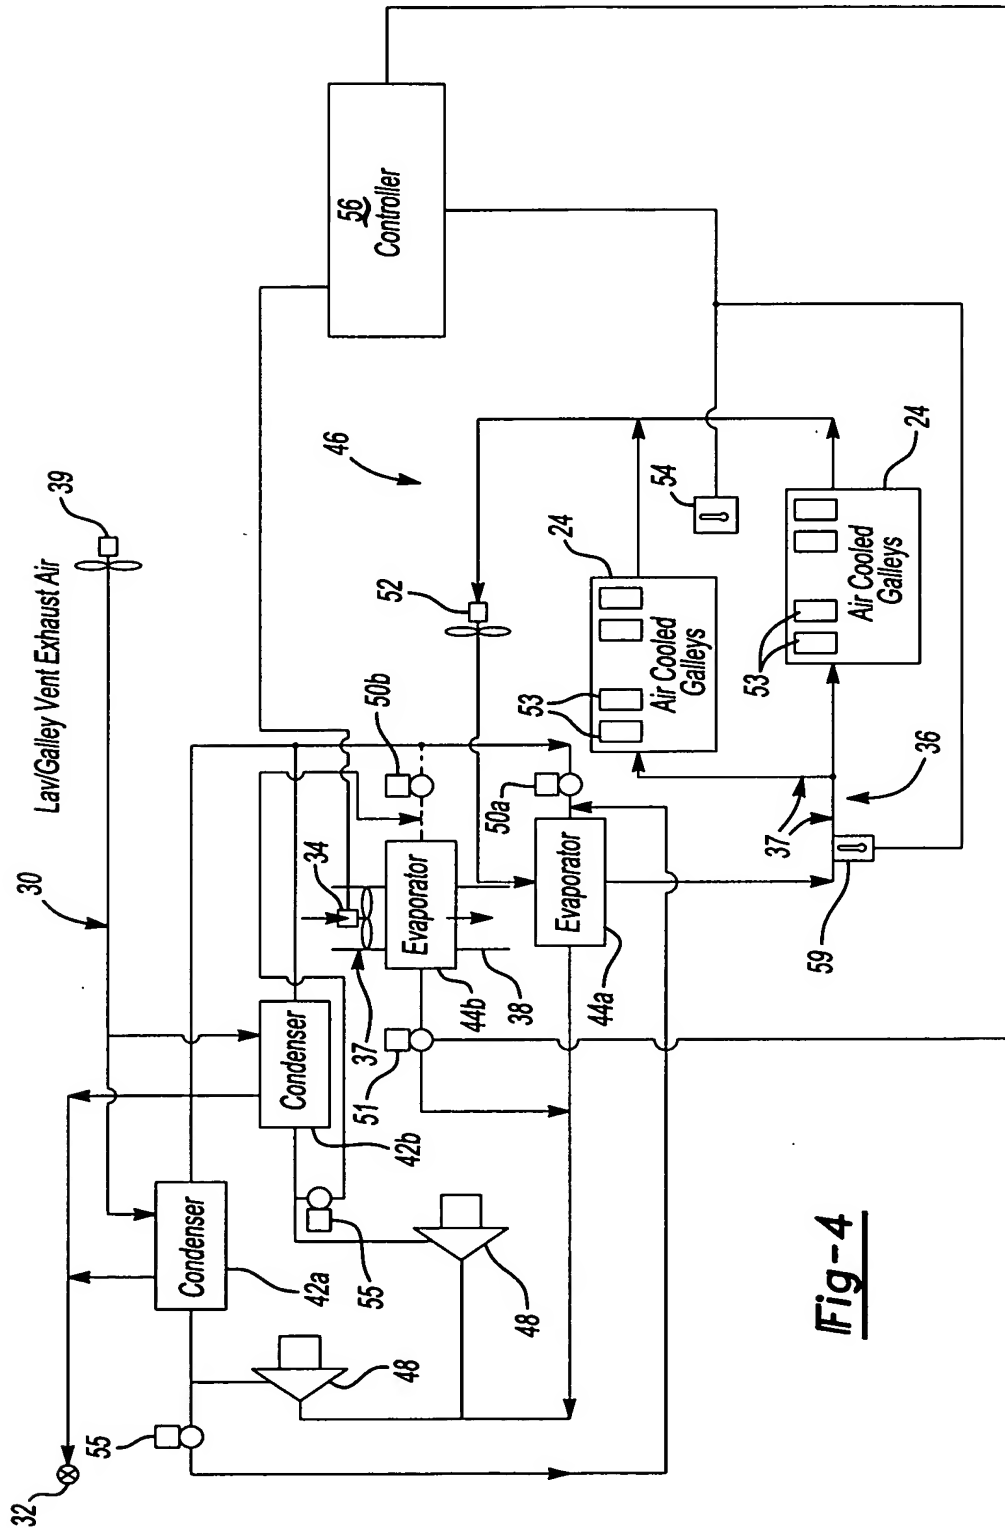 39
Lav/Galley Vent Exhaust Air
30
32
55
Condenser
42a
48
Condenser
42b
55
48
34
37
Evaporator
44b
38
51
50b
52
46
56
Controller
50a
Evaporator
44a
24
53
Air Cooled
Galleys
54
24
53
Air Cooled
Galleys
37
36
59
Fig-4